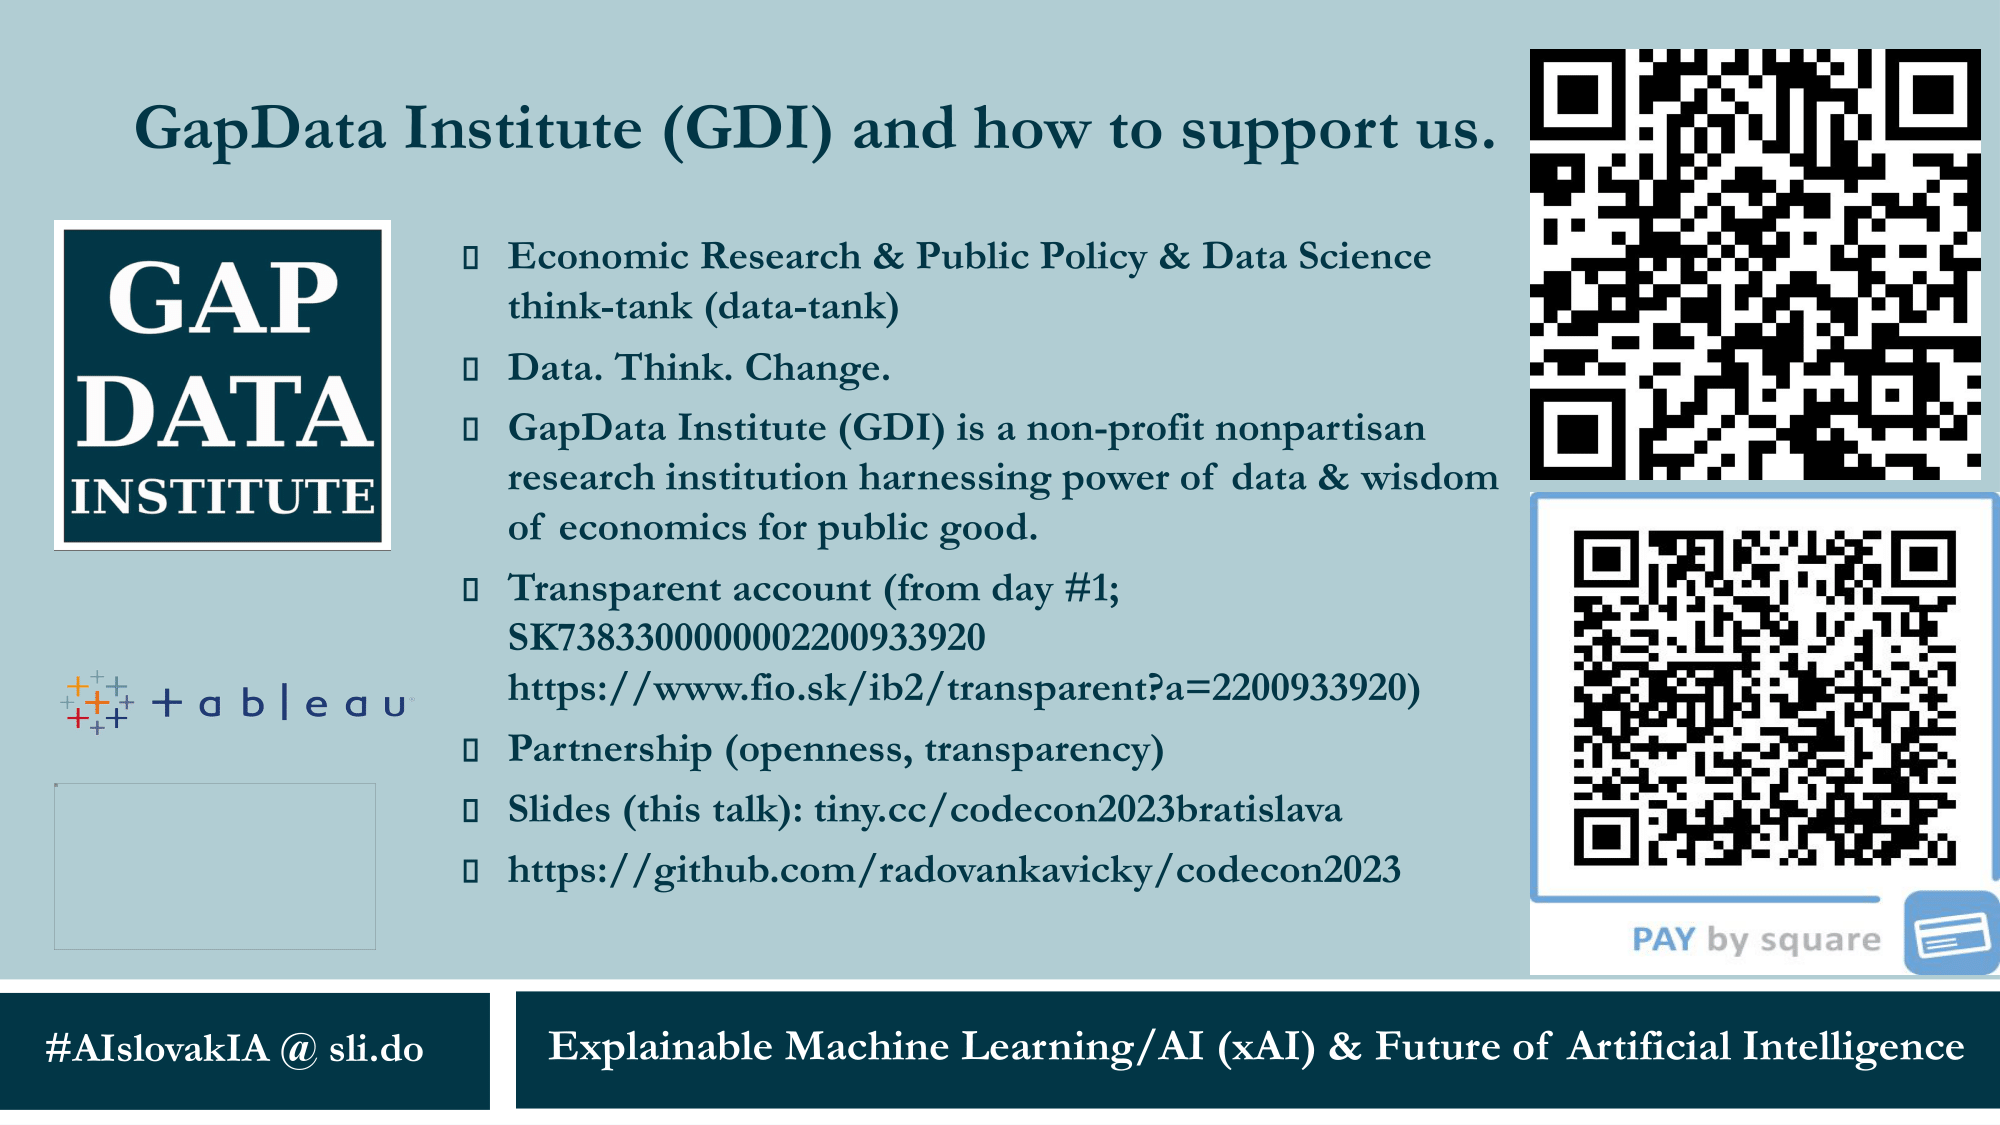 GapData Institute (GDI) and how to support us.
GAP
DATA
INSTITUTE
Economic Research & Public Policy & Data Science
think-tank (data-tank)
Data. Think. Change.
GapData Institute (GDI) is a non-profit nonpartisan
research institution harnessing power of data & wisdom
of economics for public good.
Transparent account (from day #1;
SK7383300000002200933920
https://www.fio.sk/ib2/transparent?a=2200933920)
Partnership (openness, transparency)
Slides (this talk): tiny.cc/codecon2023bratislava
https://github.com/radovankavicky/codecon2023
+ableau
PAY by square
#AIslovakIA @ sli.do
Explainable Machine Learning/AI (xAI) & Future of Artificial Intelligence